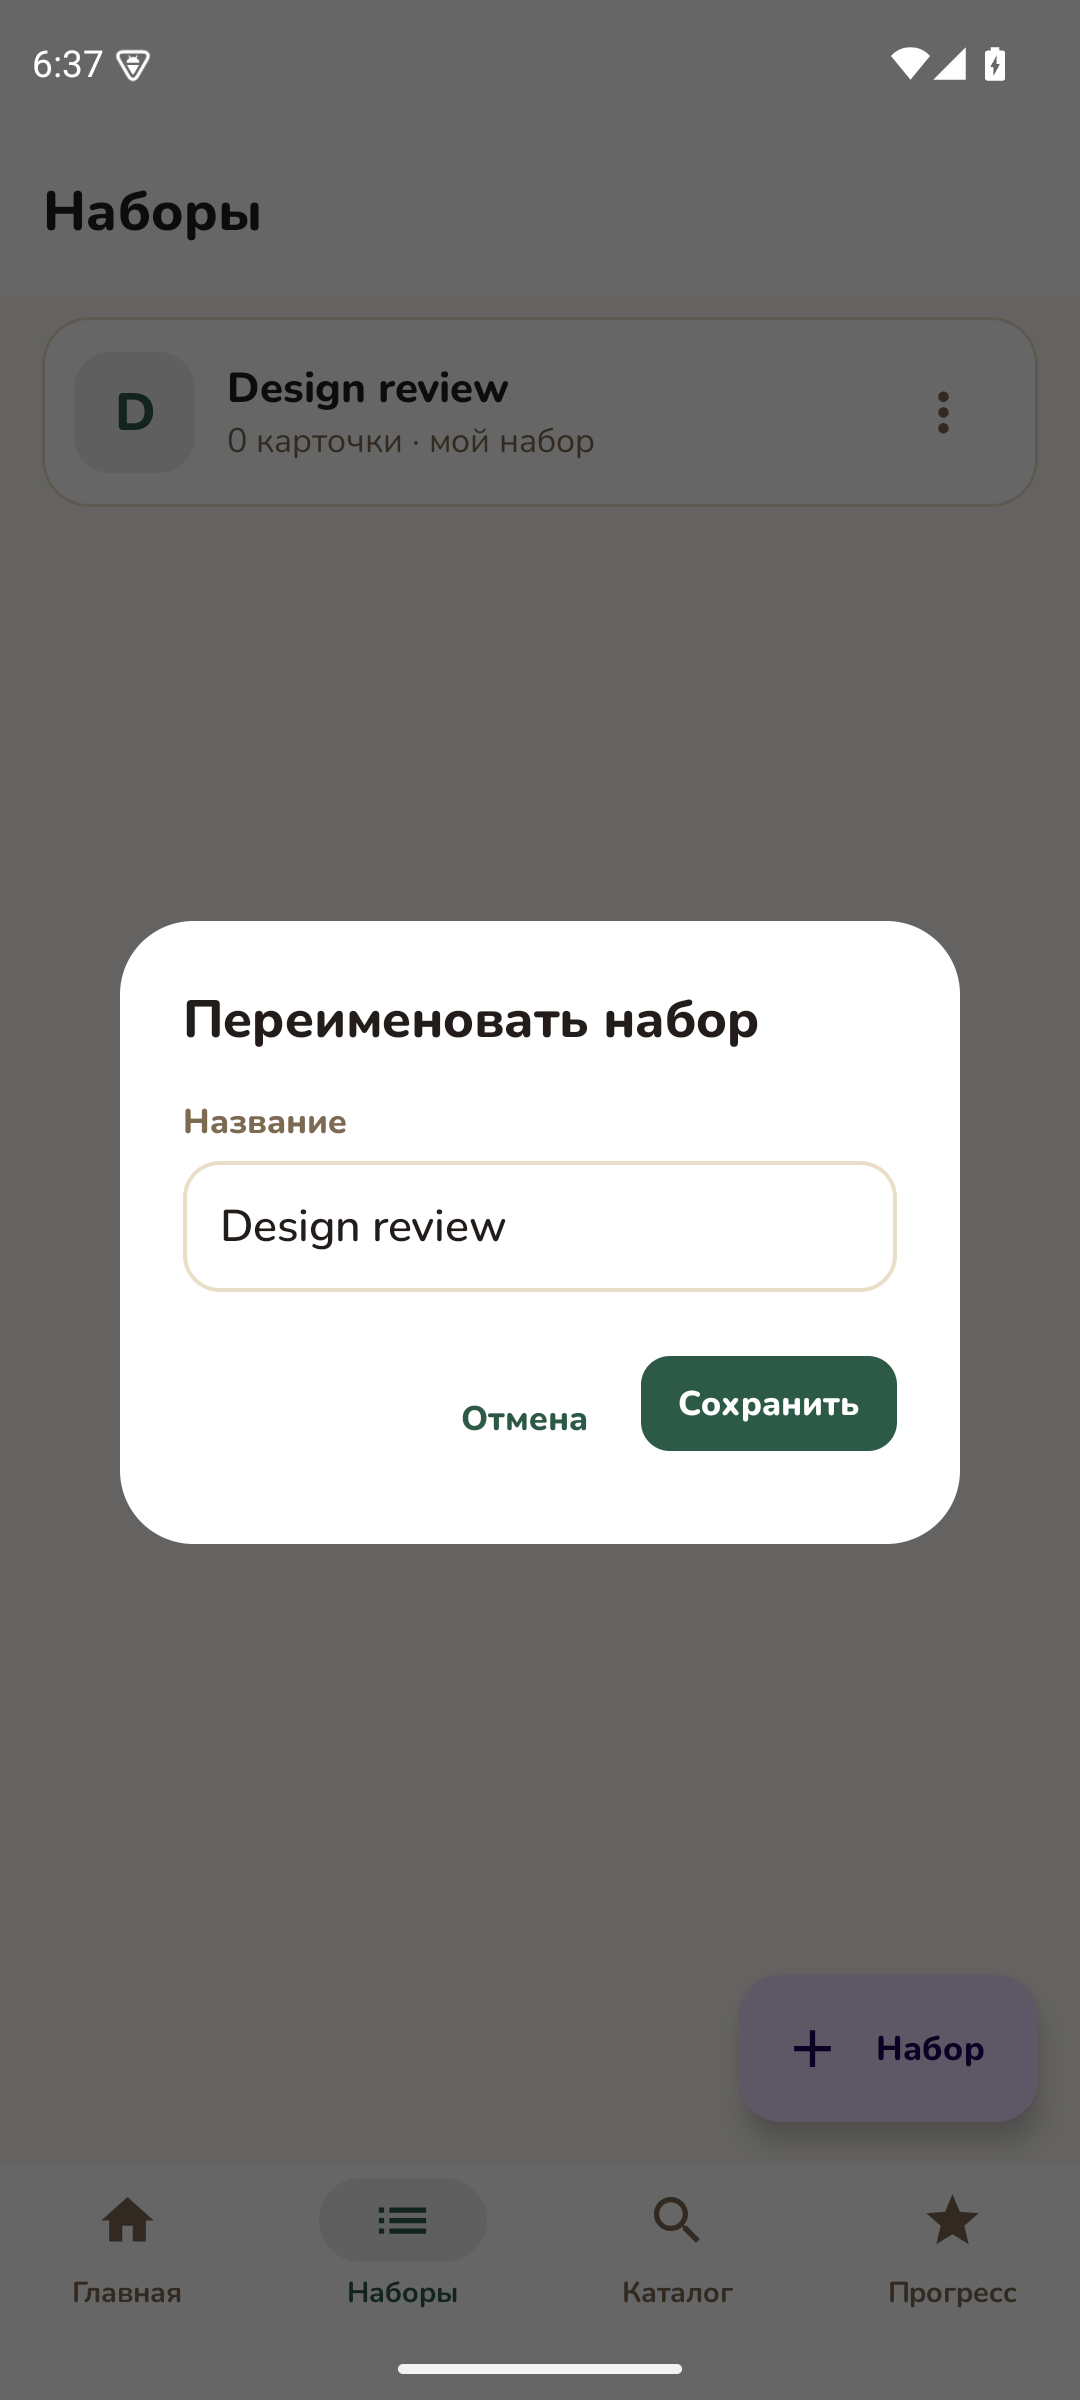 6:37
Наборы
D
Design review
0 карточки · мой набор
Переименовать набор
Название
Design review
Отмена
Сохранить
Набор
Главная
Наборы
Каталог
Прогресс